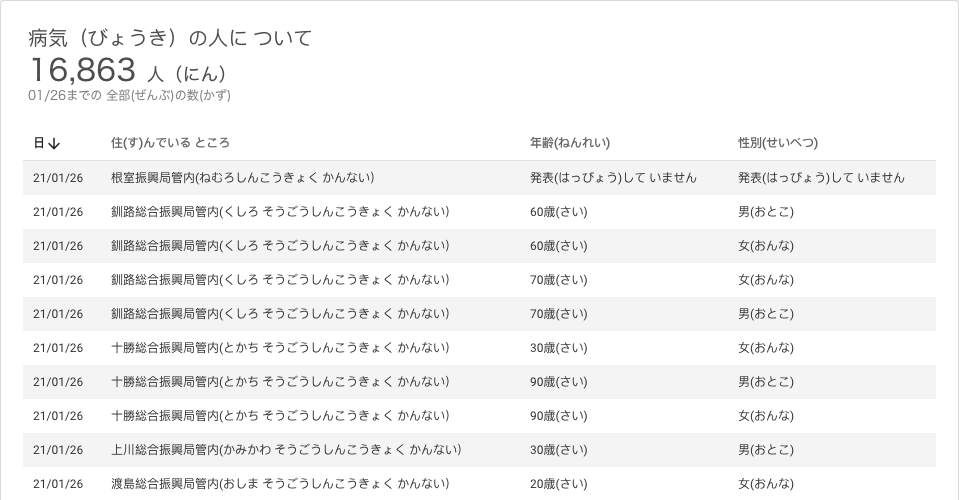 病気（びょうき）の人に ついて
16,863 人（にん）
01/26までの 全部(ぜんぶ)の数(かず)
日↓ 住(す)んでいる ところ 年齢(ねんれい) 性別(せいべつ)
21/01/26 根室振興局管内(ねむろしんこうきょく かんない) 発表(はっぴょう)して いません 発表(はっぴょう)して いません
21/01/26 釧路総合振興局管内(くしろ そうごうしんこうきょく かんない) 60歳(さい) 男(おとこ)
21/01/26 釧路総合振興局管内(くしろ そうごうしんこうきょく かんない) 60歳(さい) 女(おんな)
21/01/26 釧路総合振興局管内(くしろ そうごうしんこうきょく かんない) 70歳(さい) 女(おんな)
21/01/26 釧路総合振興局管内(くしろ そうごうしんこうきょく かんない) 70歳(さい) 男(おとこ)
21/01/26 十勝総合振興局管内(とかち そうごうしんこうきょく かんない) 30歳(さい) 女(おんな)
21/01/26 十勝総合振興局管内(とかち そうごうしんこうきょく かんない) 90歳(さい) 男(おとこ)
21/01/26 十勝総合振興局管内(とかち そうごうしんこうきょく かんない) 90歳(さい) 女(おんな)
21/01/26 上川総合振興局管内(かみかわ そうごうしんこうきょく かんない) 30歳(さい) 男(おとこ)
21/01/26 渡島総合振興局管内(おしま そうごうしんこうきょく かんない) 20歳(さい) 女(おんな)